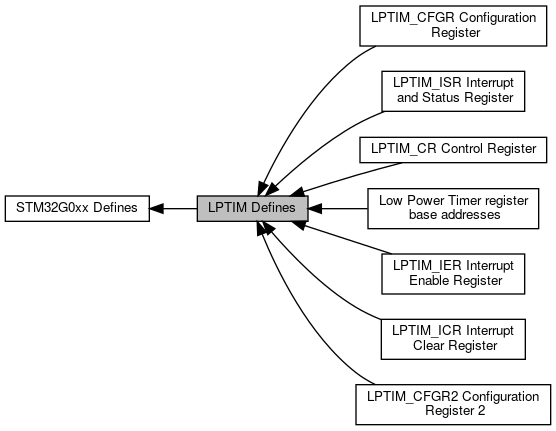 LPTIM_CFGR Configuration
Register
LPTIM_ISR Interrupt
and Status Register
LPTIM_CR Control Register
STM32G0xx Defines
LPTIM Defines
Low Power Timer register
base addresses
LPTIM_IER Interrupt
Enable Register
LPTIM_ICR Interrupt
Clear Register
LPTIM_CFGR2 Configuration
Register 2